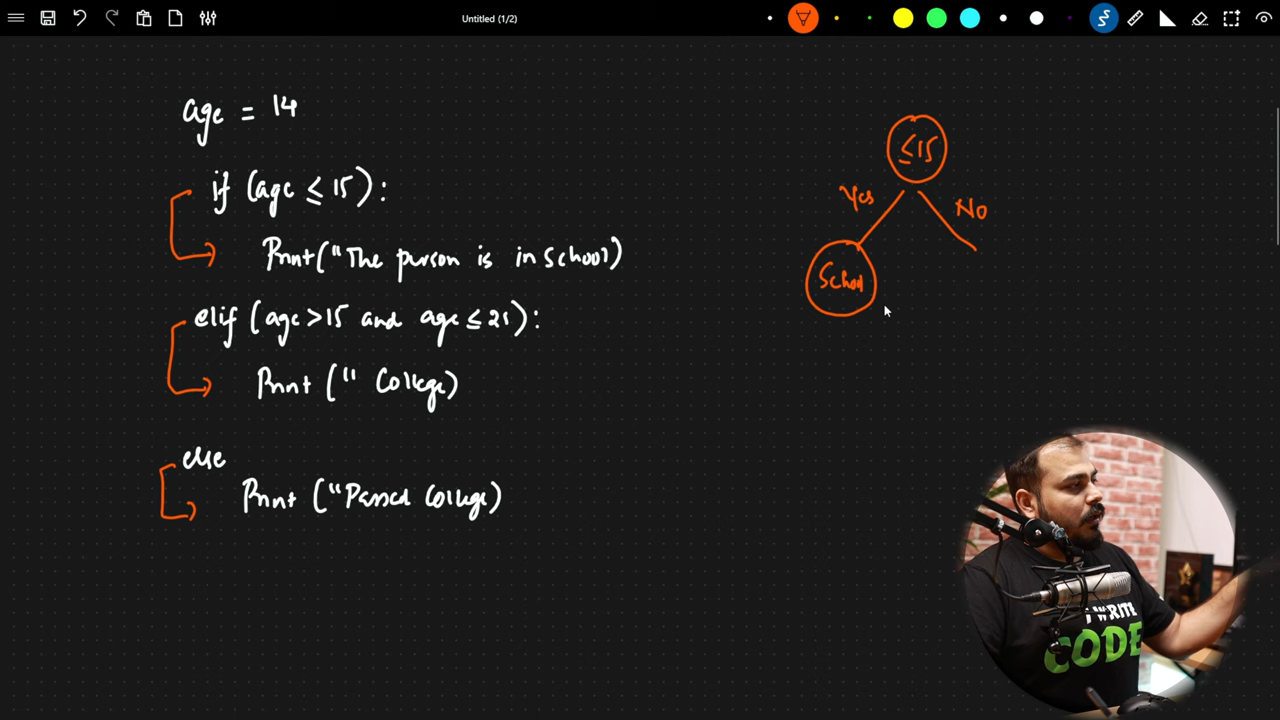 Untitled (1/2)
age = 14
if (age ≤ 15):
Print("The person is in School)
elif (age > 15 and age ≤ 21):
Print (" College)
else
Print ("Passed College)
≤15
Yes
No
School
I WRITE
CODE